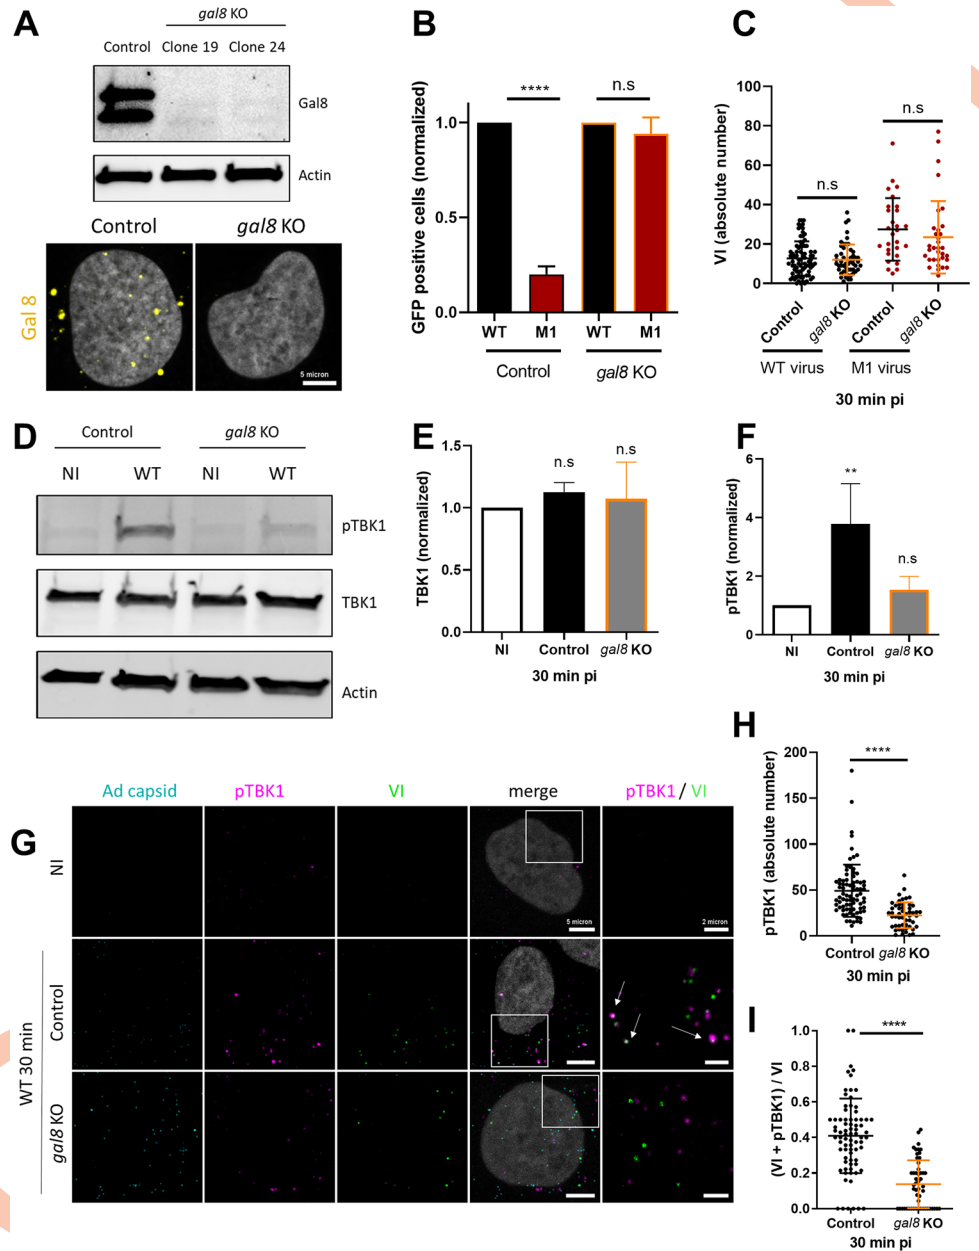 A
gal8 KO
Control Clone 19 Clone 24
Gal8
Actin
Control gal8 KO
Gal 8
5 micron
B
GFP positive cells (normalized)
**** n.s
1.0
0.5
0.0
WT M1 WT M1
Control gal8 KO
C
VI (absolute number)
100
80
60
40
20
0
n.s
n.s
Control gal8 KO Control gal8 KO
WT virus M1 virus
30 min pi
D
Control gal8 KO
NI WT NI WT
pTBK1
TBK1
Actin
E
TBK1 (normalized)
1.5
1.0
0.5
0.0
n.s n.s
NI Control gal8 KO
30 min pi
F
pTBK1 (normalized)
6
4
2
0
**
n.s
NI Control gal8 KO
30 min pi
G
Ad capsid pTBK1 VI merge pTBK1 / VI
NI
5 micron 2 micron
WT 30 min
Control
gal8 KO
H
pTBK1 (absolute number)
200
150
100
50
0
****
Control gal8 KO
30 min pi
I
(VI + pTBK1) / VI
1.0
0.8
0.6
0.4
0.2
0.0
****
Control gal8 KO
30 min pi